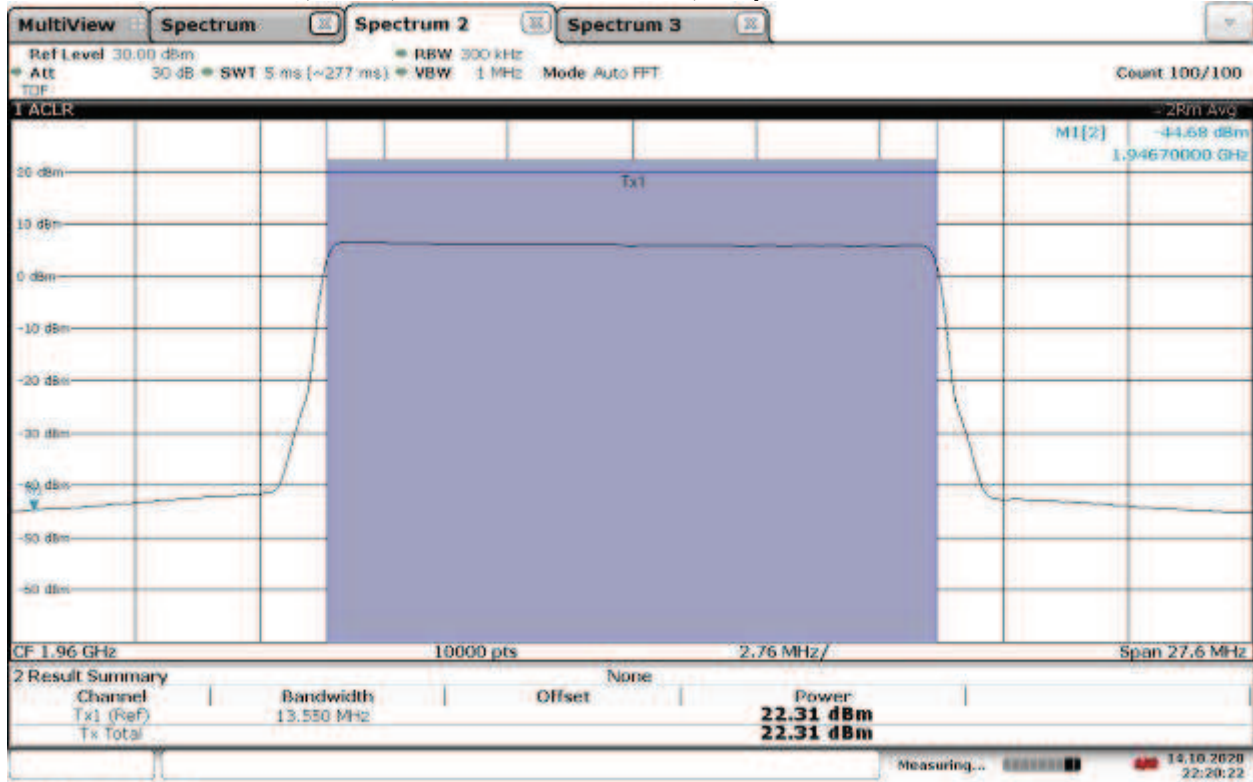 MultiView Spectrum Spectrum 2 Spectrum 3
Ref Level 30.00 dBm RBW 300 kHz
Att 30 dB SWT 5 ms (~277 ms) VBW 1 MHz Mode Auto FFT Count 100/100
TDF
1 ACLR 2Rm Avg
M1[2] -44.68 dBm
1.94670000 GHz
20 dBm
Tx1
10 dBm
0 dBm
-10 dBm
-20 dBm
-30 dBm
-40 dBm
-50 dBm
-60 dBm
CF 1.96 GHz 10000 pts 2.76 MHz/ Span 27.6 MHz
2 Result Summary None
Channel Bandwidth Offset Power
Tx1 (Ref) 13.550 MHz 22.31 dBm
Tx Total 22.31 dBm
Measuring... 14.10.2020
22:20:22